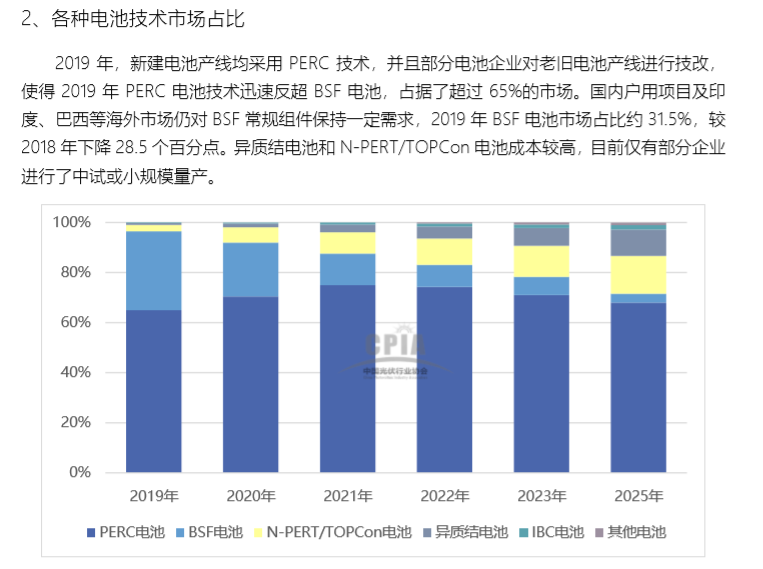 2、各种电池技术市场占比
2019 年，新建电池产线均采用 PERC 技术，并且部分电池企业对老旧电池产线进行技改，
使得 2019 年 PERC 电池技术迅速反超 BSF 电池，占据了超过 65%的市场。国内户用项目及印
度、巴西等海外市场仍对 BSF 常规组件保持一定需求，2019 年 BSF 电池市场占比约 31.5%，较
2018 年下降 28.5 个百分点。异质结电池和 N-PERT/TOPCon 电池成本较高，目前仅有部分企业
进行了中试或小规模量产。
100%
80%
60%
40%
20%
0%
CPIA
中国光伏行业协会
2019年 2020年 2021年 2022年 2023年 2025年
PERC电池 BSF电池 N-PERT/TOPCon电池 异质结电池 IBC电池 其他电池